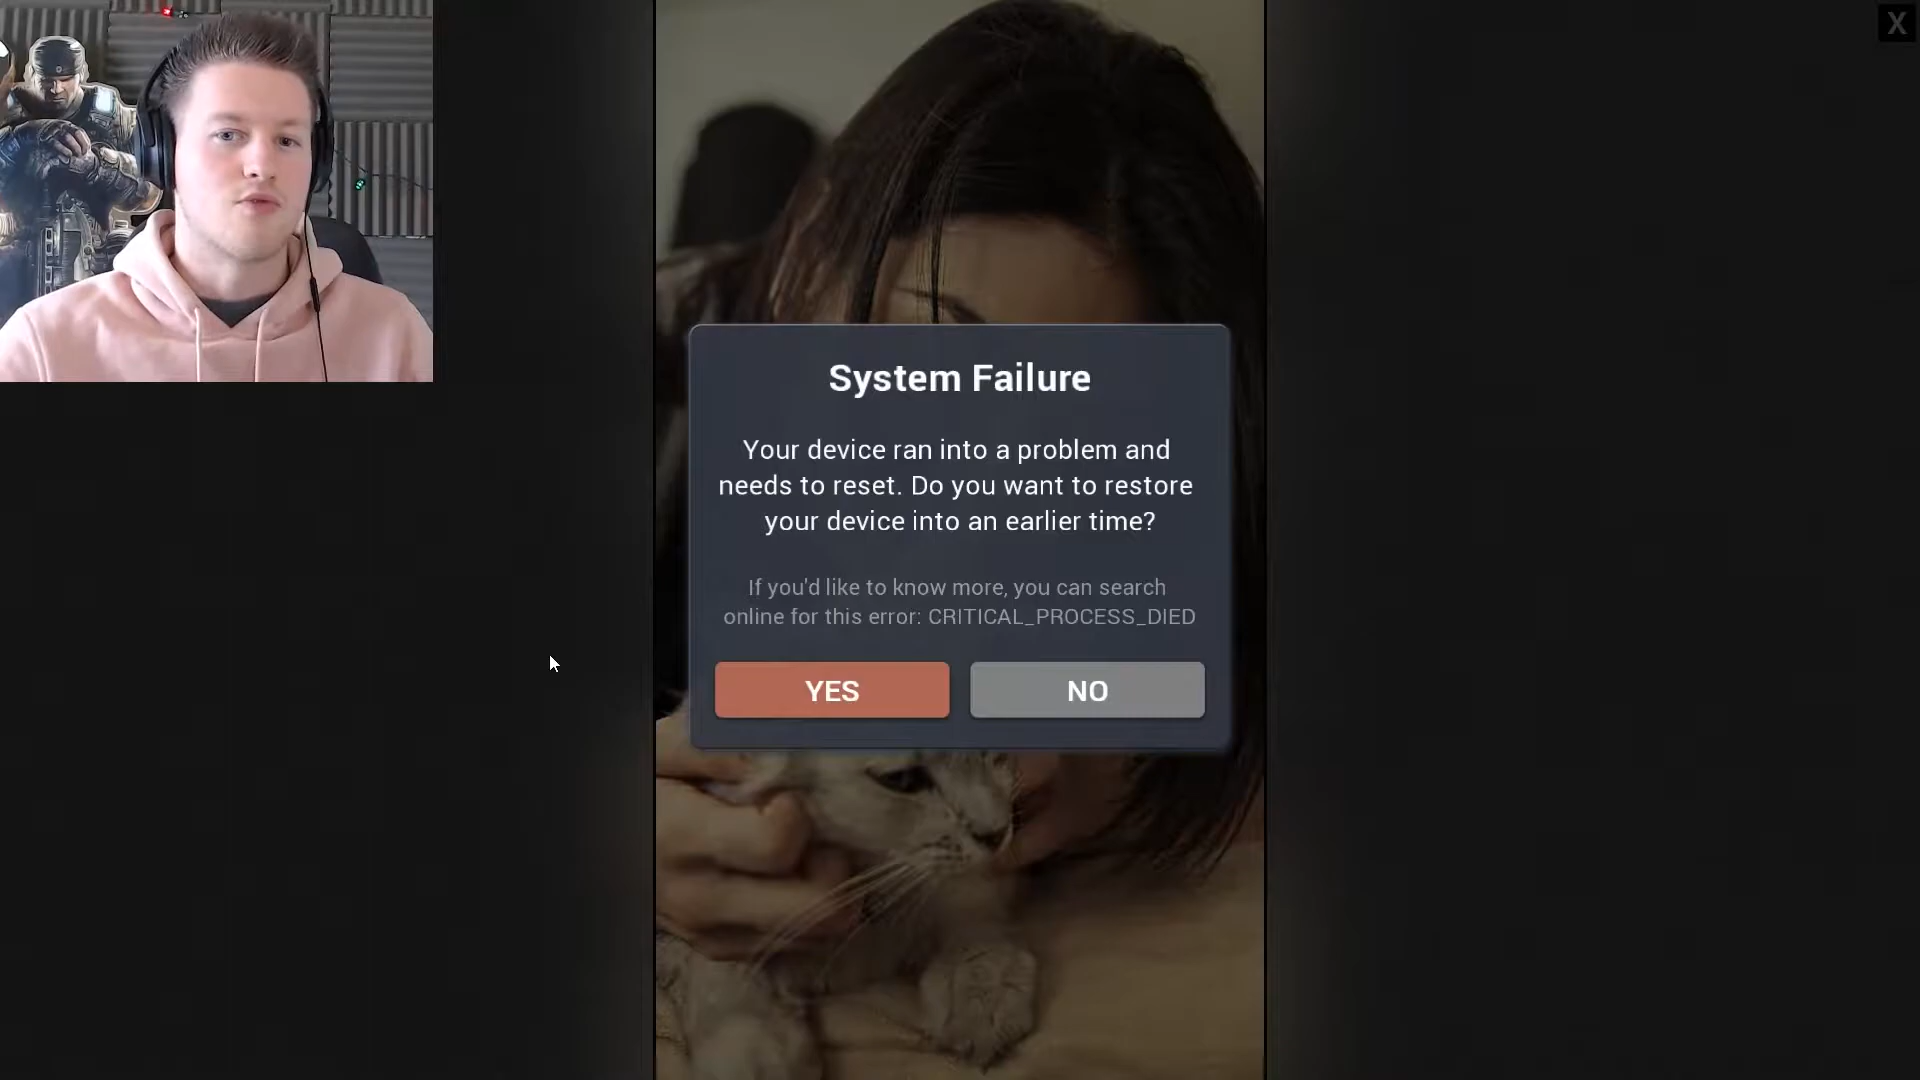 X
System Failure
Your device ran into a problem and
needs to reset. Do you want to restore
your device into an earlier time?
If you'd like to know more, you can search
online for this error: CRITICAL_PROCESS_DIED
YES
NO